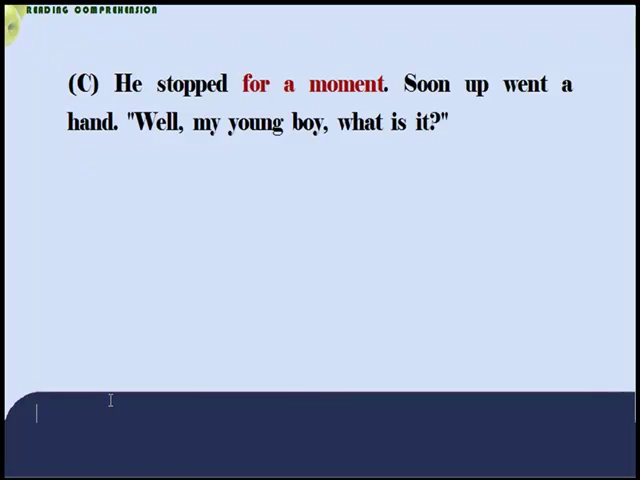 READING COMPREHENSION
(C) He stopped for a moment. Soon up went a
hand. "Well, my young boy, what is it?"